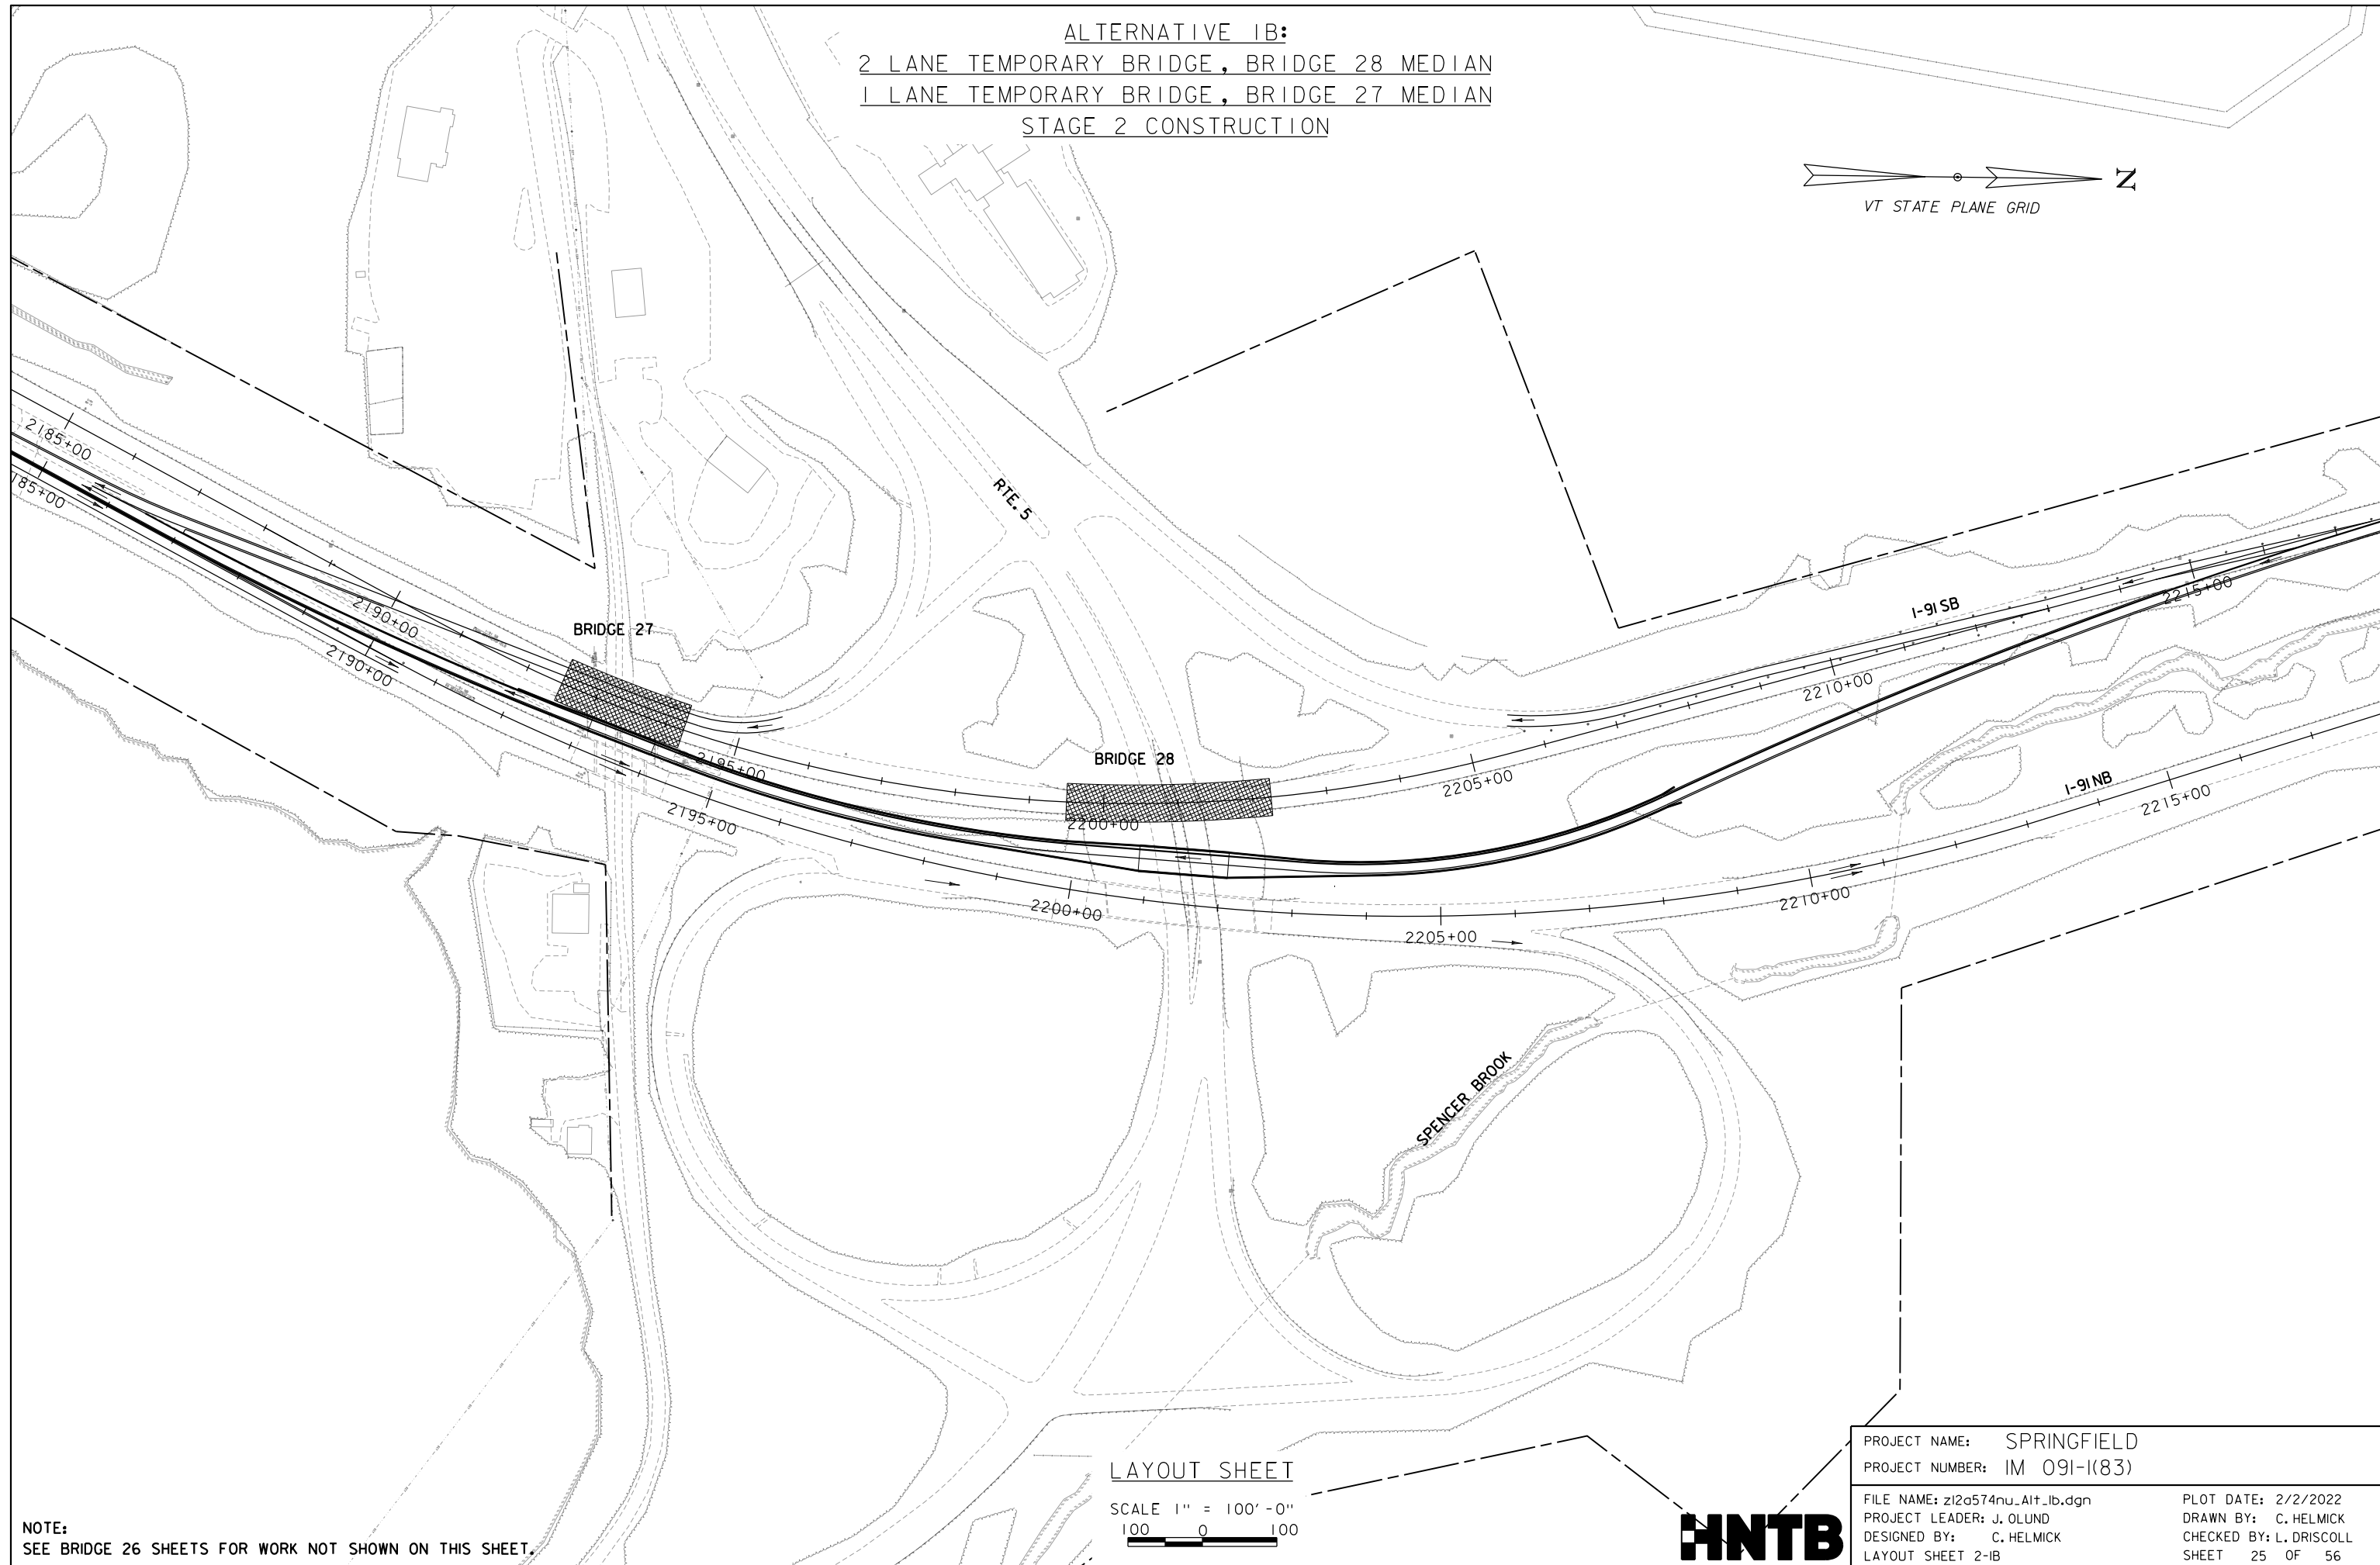 ALTERNATIVE 1B:
2 LANE TEMPORARY BRIDGE, BRIDGE 28 MEDIAN
1 LANE TEMPORARY BRIDGE, BRIDGE 27 MEDIAN
STAGE 2 CONSTRUCTION
N
VT STATE PLANE GRID
2185+00
185+00
RTE. 5
2190+00
2190+00
BRIDGE 27
I-91 SB
2215+00
2210+00
2195+00
2195+00
BRIDGE 28
2200+00
2205+00
I-91 NB
2215+00
2200+00
2205+00
2210+00
SPENCER BROOK
LAYOUT SHEET
SCALE 1" = 100'-0"
100 0 100
NOTE:
SEE BRIDGE 26 SHEETS FOR WORK NOT SHOWN ON THIS SHEET.
HNTB
PROJECT NAME: SPRINGFIELD
PROJECT NUMBER: IM 091-1(83)
FILE NAME: z12a574nu_Alt_1b.dgn PLOT DATE: 2/2/2022
PROJECT LEADER: J. OLUND DRAWN BY: C. HELMICK
DESIGNED BY: C. HELMICK CHECKED BY: L. DRISCOLL
LAYOUT SHEET 2-1B SHEET 25 OF 56